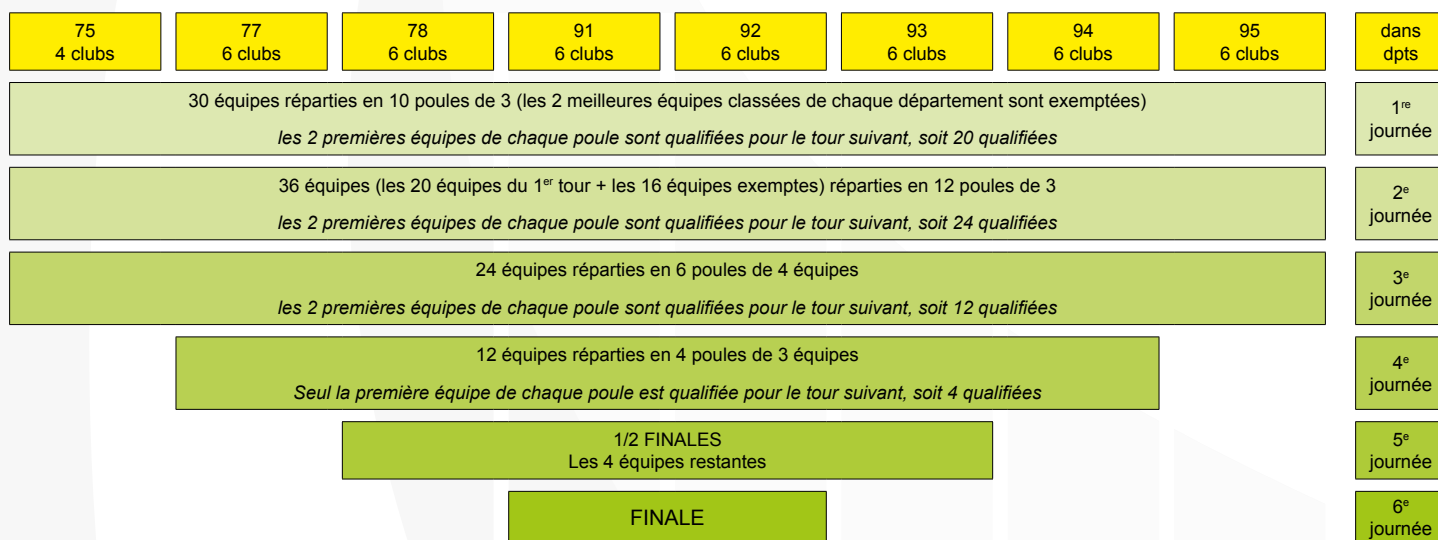 75
4 clubs
77
6 clubs
78
6 clubs
91
6 clubs
92
6 clubs
93
6 clubs
94
6 clubs
95
6 clubs
dans
dpts
30 équipes réparties en 10 poules de 3 (les 2 meilleures équipes classées de chaque département sont exemptées)
les 2 premières équipes de chaque poule sont qualifiées pour le tour suivant, soit 20 qualifiées
1re
journée
36 équipes (les 20 équipes du 1er tour + les 16 équipes exemptes) réparties en 12 poules de 3
les 2 premières équipes de chaque poule sont qualifiées pour le tour suivant, soit 24 qualifiées
2e
journée
24 équipes réparties en 6 poules de 4 équipes
les 2 premières équipes de chaque poule sont qualifiées pour le tour suivant, soit 12 qualifiées
3e
journée
12 équipes réparties en 4 poules de 3 équipes
Seul la première équipe de chaque poule est qualifiée pour le tour suivant, soit 4 qualifiées
4e
journée
1/2 FINALES
Les 4 équipes restantes
5e
journée
FINALE
6e
journée